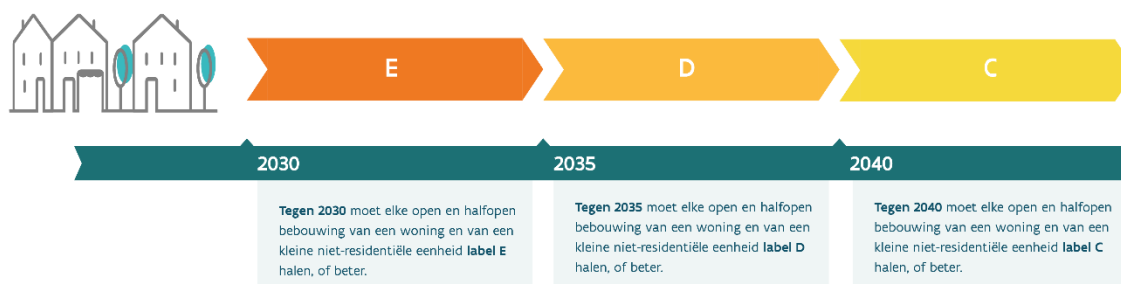 E
D
C
2030
2035
2040
Tegen 2030 moet elke open en halfopen
bebouwing van een woning en van een
kleine niet-residentiële eenheid label E
halen, of beter.
Tegen 2035 moet elke open en halfopen
bebouwing van een woning en van een
kleine niet-residentiële eenheid label D
halen, of beter.
Tegen 2040 moet elke open en halfopen
bebouwing van een woning en van een
kleine niet-residentiële eenheid label C
halen, of beter.